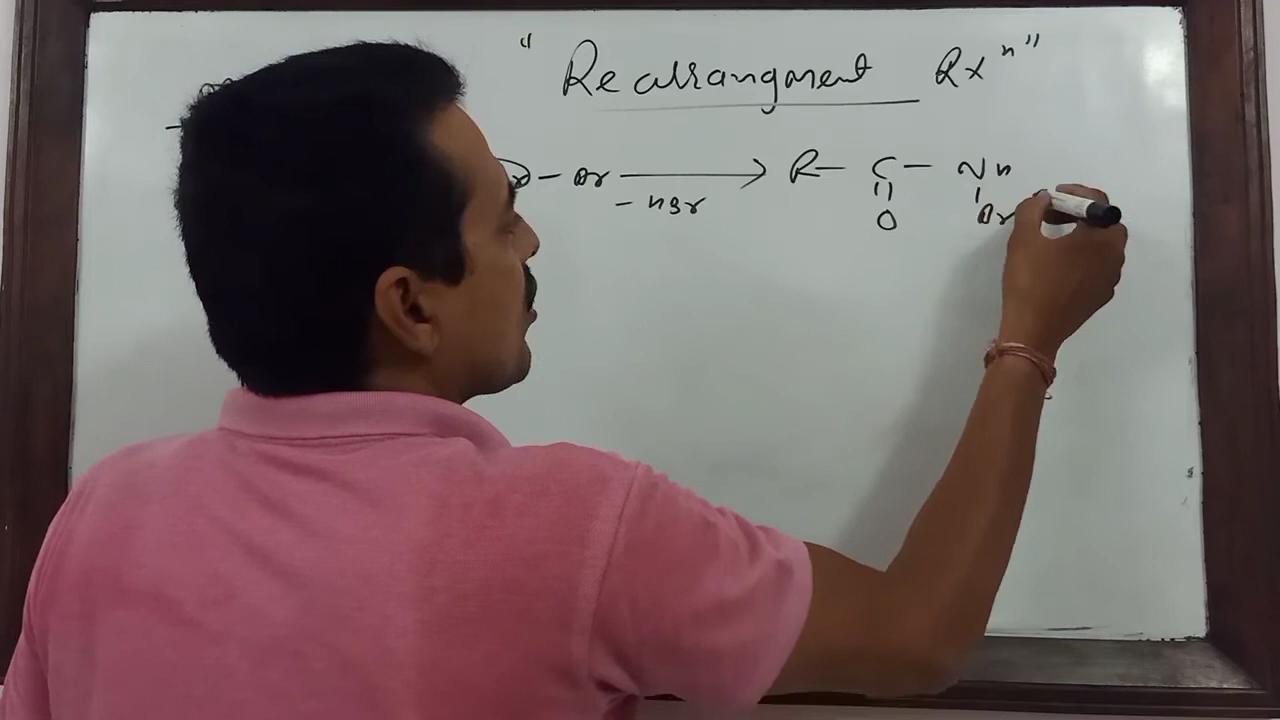 " Rearrangment Rxn"
— Br ⟶ R — C — NH
- HBr || |
O Br